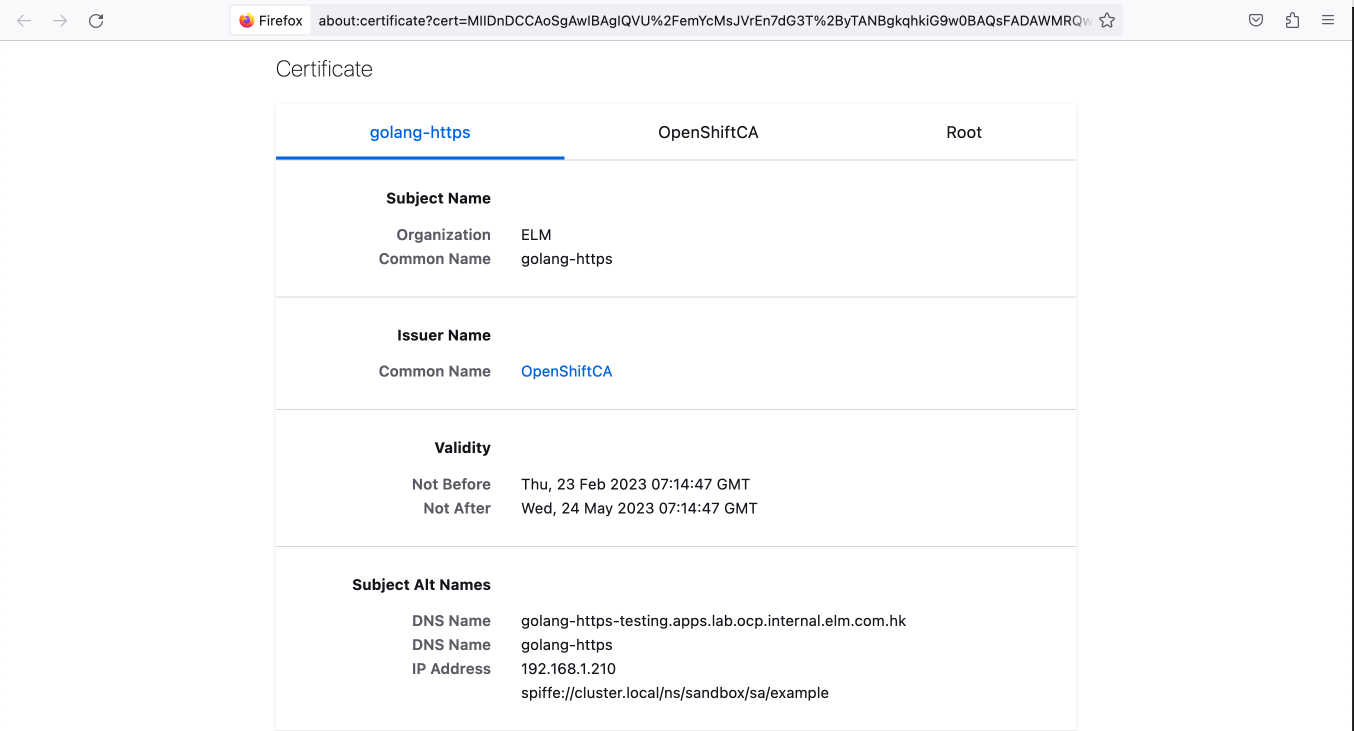 Firefox about:certificate?cert=MIIDnDCCAoSgAwIBAgIQVU%2FemYcMsJVrEn7dG3T%2ByTANBgkqhkiG9w0BAQsFADAWMRQw
Certificate
golang-https OpenShiftCA Root
Subject Name
Organization ELM
Common Name golang-https
Issuer Name
Common Name OpenShiftCA
Validity
Not Before Thu, 23 Feb 2023 07:14:47 GMT
Not After Wed, 24 May 2023 07:14:47 GMT
Subject Alt Names
DNS Name golang-https-testing.apps.lab.ocp.internal.elm.com.hk
DNS Name golang-https
IP Address 192.168.1.210
spiffe://cluster.local/ns/sandbox/sa/example